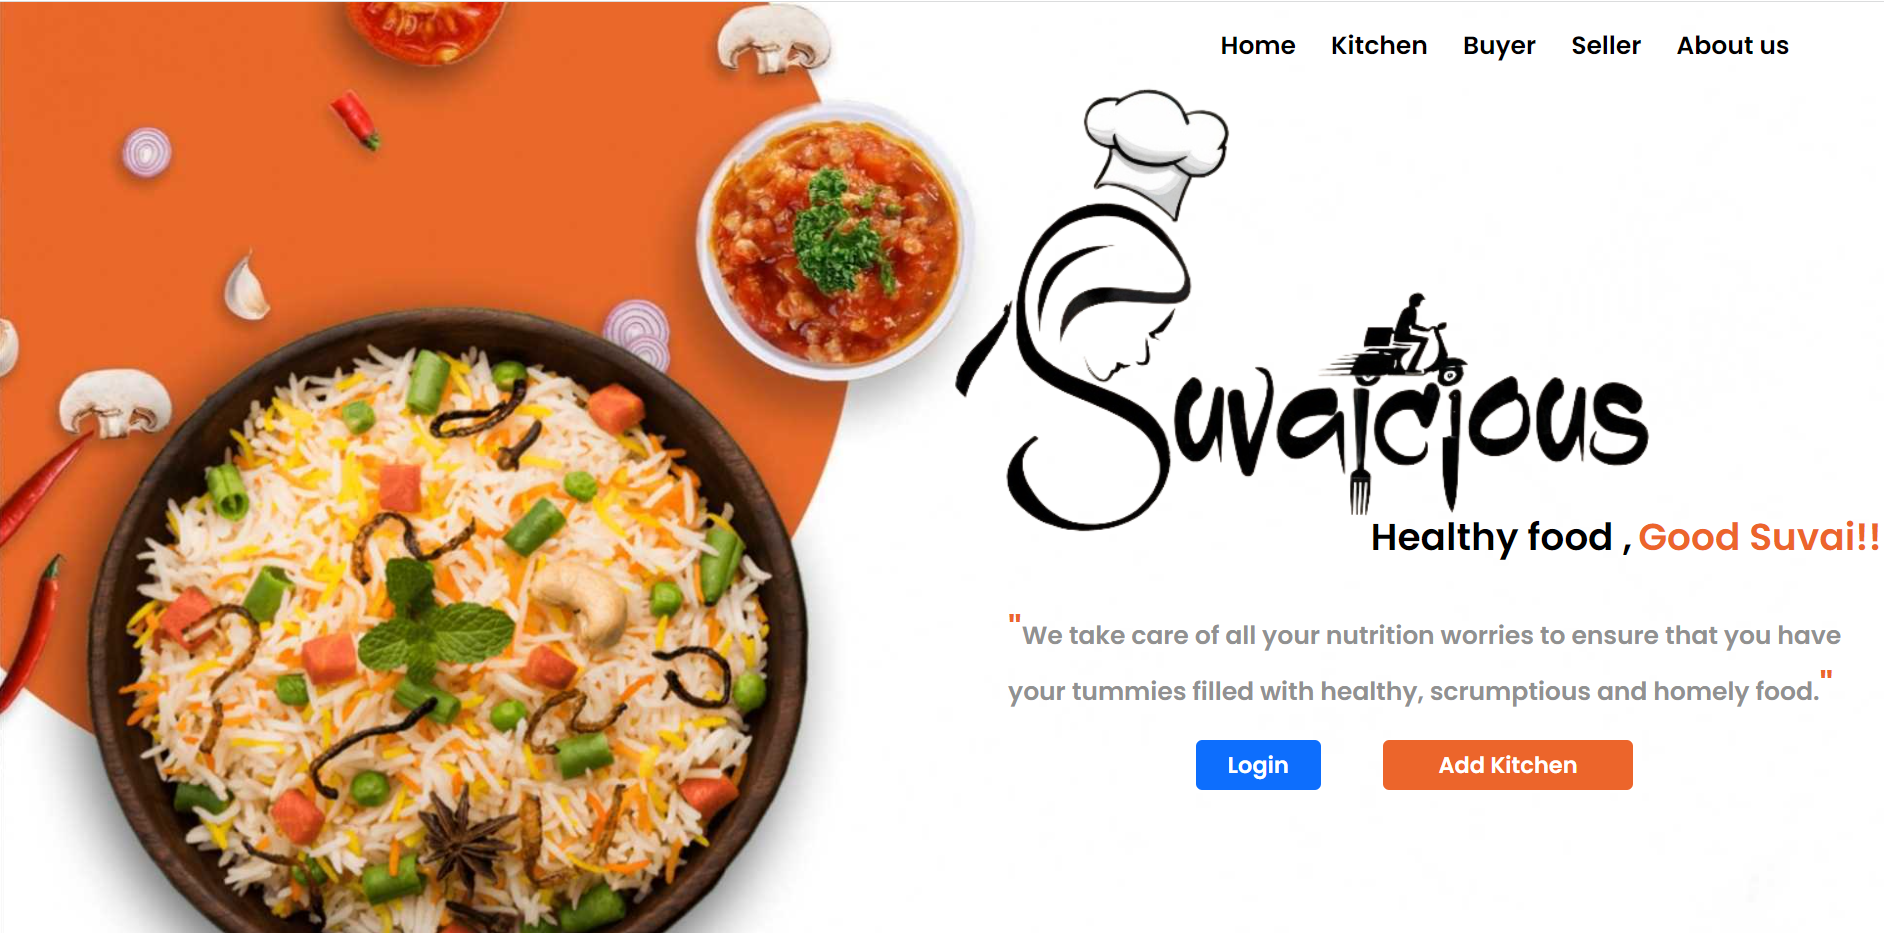 Home Kitchen Buyer Seller About us
Suvaicious
Healthy food , Good Suvai!!
"We take care of all your nutrition worries to ensure that you have
your tummies filled with healthy, scrumptious and homely food."
Login Add Kitchen